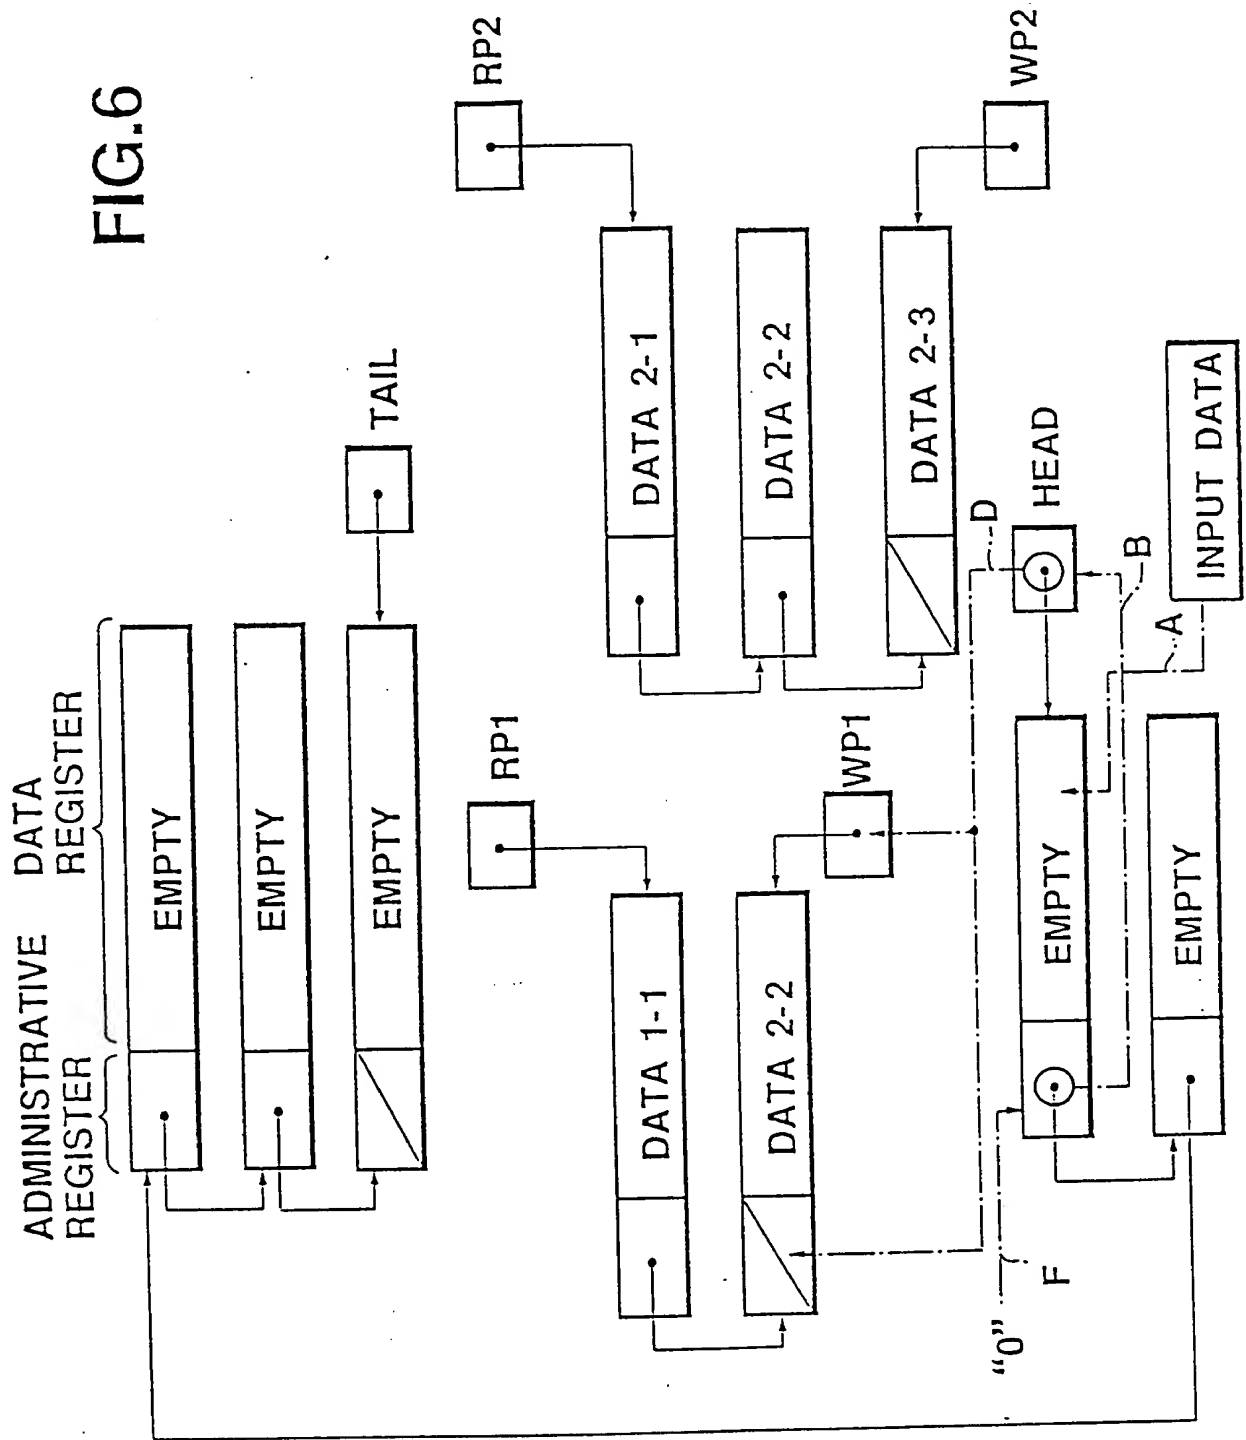 FIG.6
ADMINISTRATIVE
REGISTER
DATA
REGISTER
EMPTY
EMPTY
EMPTY
TAIL
RP1
DATA 1-1
DATA 2-2
WP1
RP2
DATA 2-1
DATA 2-2
DATA 2-3
WP2
"0"
F
EMPTY
EMPTY
D
HEAD
B
A
INPUT DATA